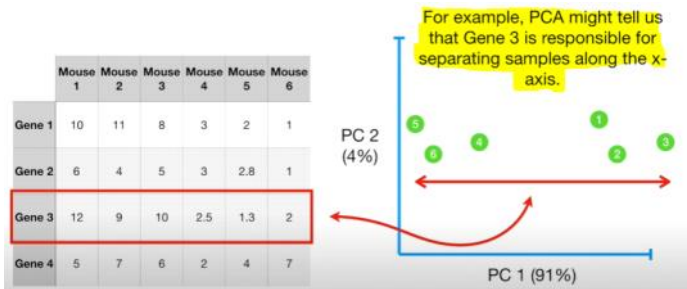 For example, PCA might tell us
that Gene 3 is responsible for
separating samples along the x-
axis.
Mouse Mouse Mouse Mouse Mouse Mouse
1 2 3 4 5 6
Gene 1 10 11 8 3 2 1
Gene 2 6 4 5 3 2.8 1
Gene 3 12 9 10 2.5 1.3 2
Gene 4 5 7 6 2 4 7
PC 2
(4%)
5 1
6 4 2 3
PC 1 (91%)